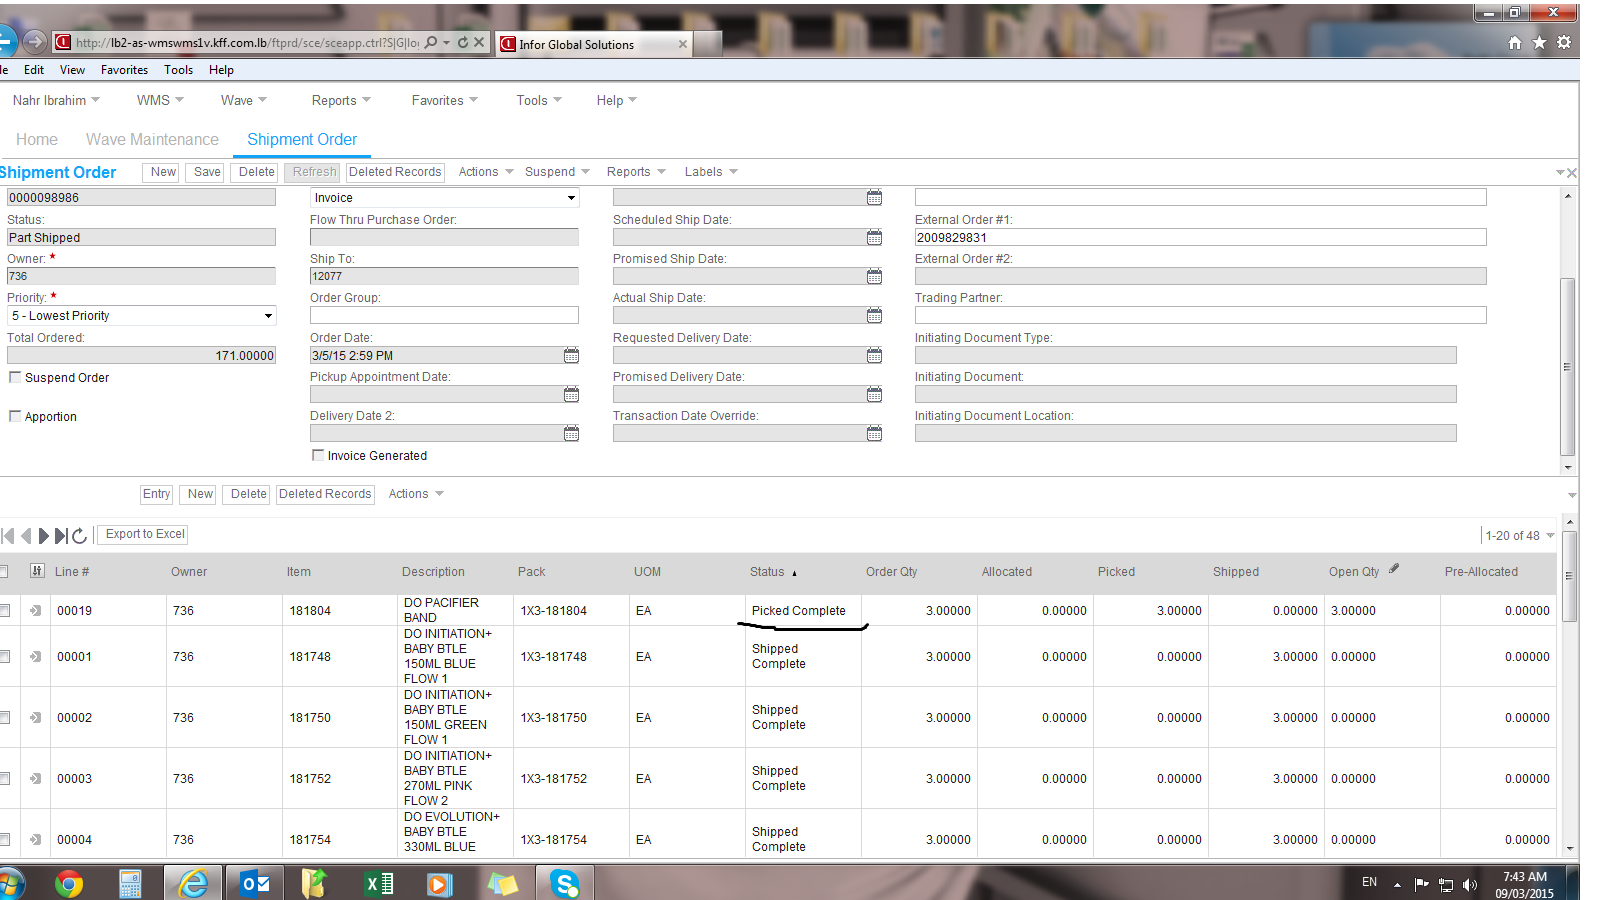 http://lb2-as-wmswms1v.kff.com.lb/ftprd/sce/sceapp.ctrl?S|G|lo
Infor Global Solutions
Edit View Favorites Tools Help
Nahr Ibrahim WMS Wave Reports Favorites Tools Help
Home Wave Maintenance Shipment Order
Shipment Order New Save Delete Refresh Deleted Records Actions Suspend Reports Labels
0000098986 Invoice
Status: Flow Thru Purchase Order: Scheduled Ship Date: External Order #1:
Part Shipped 2009829831
Owner: * Ship To: Promised Ship Date: External Order #2:
736 12077
Priority: * Order Group: Actual Ship Date: Trading Partner:
5 - Lowest Priority
Total Ordered: Order Date: Requested Delivery Date: Initiating Document Type:
171.00000 3/5/15 2:59 PM
Suspend Order Pickup Appointment Date: Promised Delivery Date: Initiating Document:
Apportion Delivery Date 2: Transaction Date Override: Initiating Document Location:
Invoice Generated
Entry New Delete Deleted Records Actions
Export to Excel 1-20 of 48
Line # Owner Item Description Pack UOM Status Order Qty Allocated Picked Shipped Open Qty Pre-Allocated
00019 736 181804 DO PACIFIER BAND 1X3-181804 EA Picked Complete 3.00000 0.00000 3.00000 0.00000 3.00000 0.00000
00001 736 181748 DO INITIATION+ BABY BTLE 150ML BLUE FLOW 1 1X3-181748 EA Shipped Complete 3.00000 0.00000 0.00000 3.00000 0.00000 0.00000
00002 736 181750 DO INITIATION+ BABY BTLE 150ML GREEN FLOW 1 1X3-181750 EA Shipped Complete 3.00000 0.00000 0.00000 3.00000 0.00000 0.00000
00003 736 181752 DO INITIATION+ BABY BTLE 270ML PINK FLOW 2 1X3-181752 EA Shipped Complete 3.00000 0.00000 0.00000 3.00000 0.00000 0.00000
00004 736 181754 DO EVOLUTION+ BABY BTLE 330ML BLUE 1X3-181754 EA Shipped Complete 3.00000 0.00000 0.00000 3.00000 0.00000 0.00000
EN 7:43 AM
09/03/2015